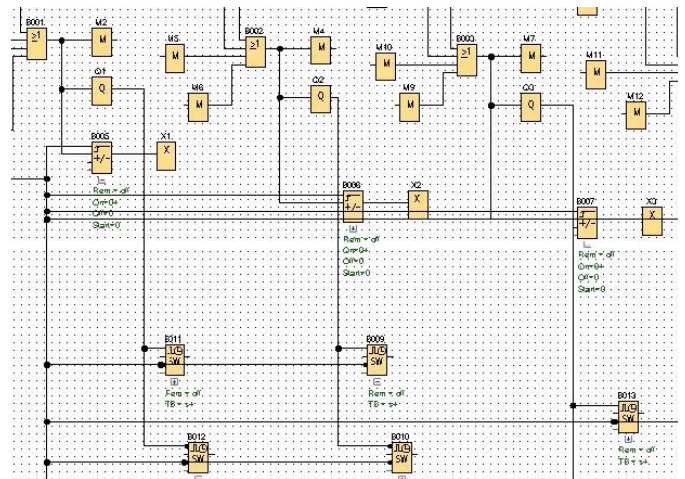 B001
≥1
M2
M5
B002
≥1
M4
M10
B003
≥1
M7
M11
M
M
M
M
M
Q1
Q
M6
M
Q2
Q
M9
M
Q3
Q
M12
M
B005
+/-
X1
X
Rem = off
On=0+
Off=0
Start=0
B006
+/-
X2
X
Rem = off
On=0+
Off=0
Start=0
B007
+/-
X3
X
Rem = off
On=0+
Off=0
Start=0
B011
SW
Rem = off
TB = s+
B009
SW
Rem = off
TB = s+
B013
SW
Rem = off
TB = s+
B012
SW
B010
SW